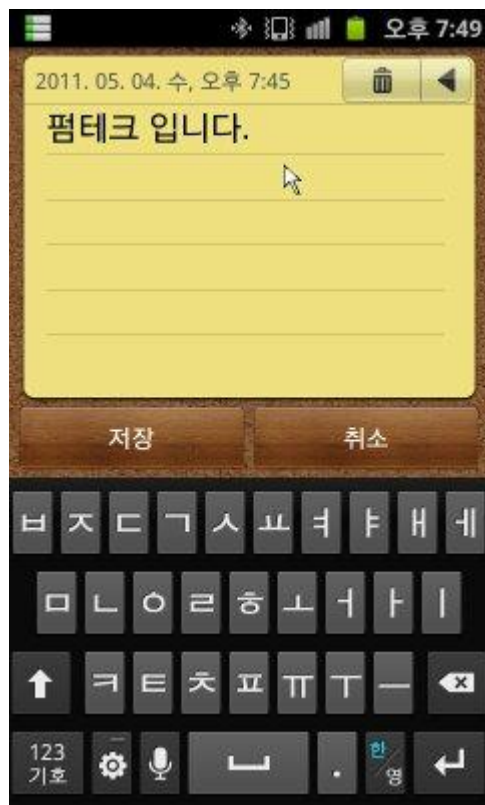 오후 7:49
2011. 05. 04. 수, 오후 7:45
펌테크 입니다.
저장 취소
ㅂ ㅈ ㄷ ㄱ ㅅ ㅛ ㅕ ㅑ ㅐ ㅔ
ㅁ ㄴ ㅇ ㄹ ㅎ ㅗ ㅓ ㅏ ㅣ
ㅋ ㅌ ㅊ ㅍ ㅠ ㅜ ㅡ
123 . 한/영
기호